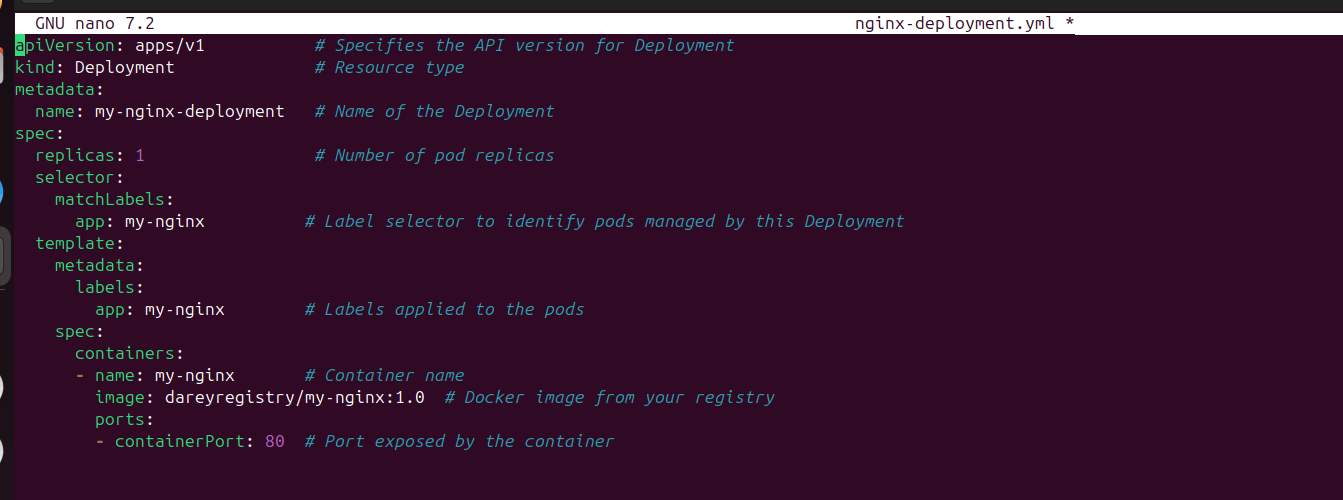 GNU nano 7.2 nginx-deployment.yml *
apiVersion: apps/v1 # Specifies the API version for Deployment
kind: Deployment # Resource type
metadata:
  name: my-nginx-deployment # Name of the Deployment
spec:
  replicas: 1 # Number of pod replicas
  selector:
    matchLabels:
      app: my-nginx # Label selector to identify pods managed by this Deployment
  template:
    metadata:
      labels:
        app: my-nginx # Labels applied to the pods
    spec:
      containers:
      - name: my-nginx # Container name
        image: dareyregistry/my-nginx:1.0 # Docker image from your registry
        ports:
        - containerPort: 80 # Port exposed by the container